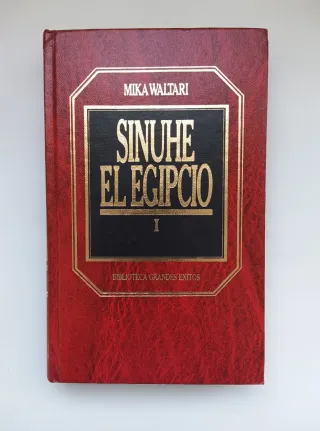 MIKA WALTARI
SINUHE
EL EGIPCIO
I
BIBLIOTECA GRANDES EXITOS